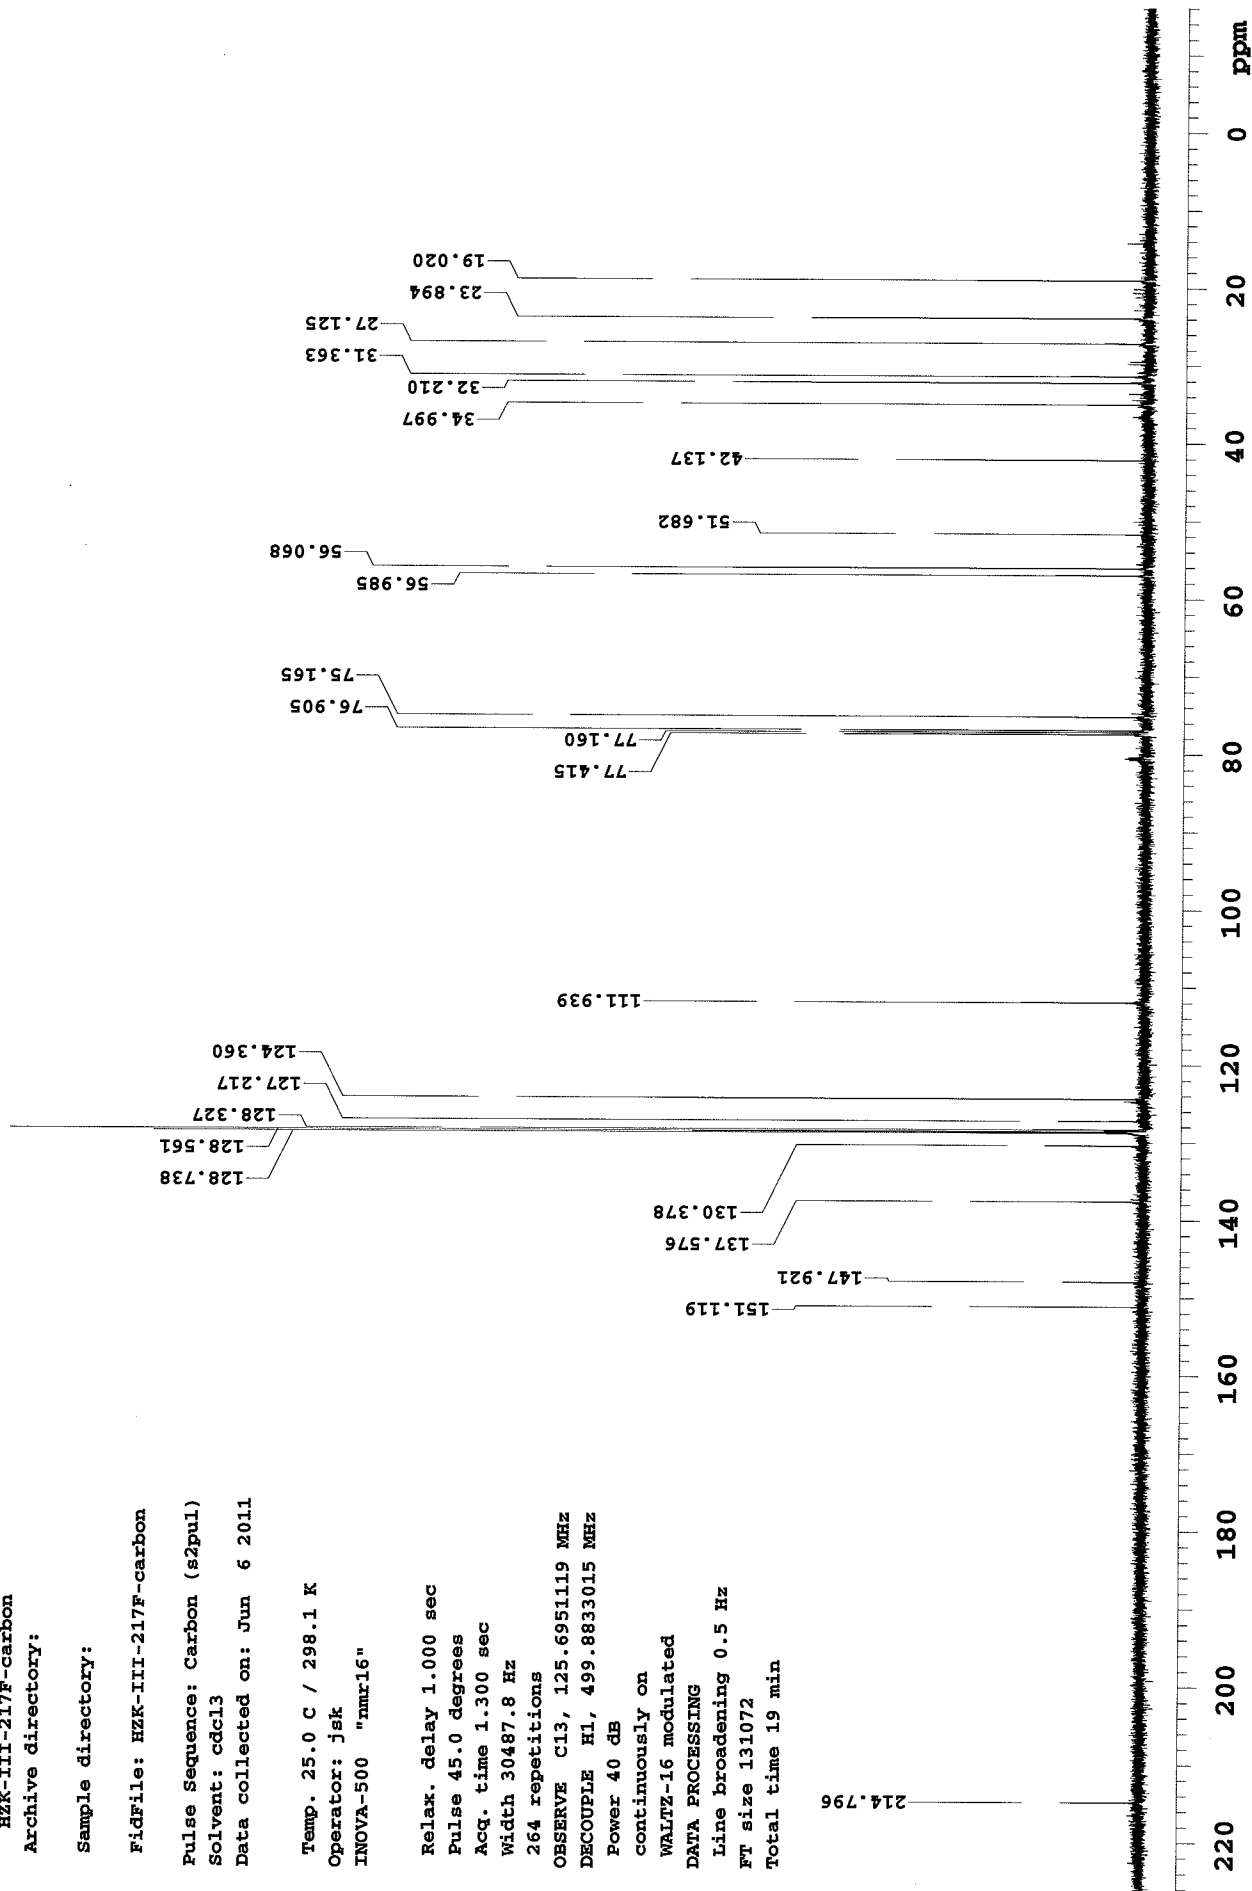 HZK-III-217F-carbon
Archive directory:
Sample directory:
FidFile: HZK-III-217F-carbon
Pulse Sequence: Carbon (s2pul)
Solvent: cdcl3
Data collected on: Jun 6 2011
Temp. 25.0 C / 298.1 K
Operator: jsk
INOVA-500 "nmr16"
Relax. delay 1.000 sec
Pulse 45.0 degrees
Acq. time 1.300 sec
Width 30487.8 Hz
264 repetitions
OBSERVE C13, 125.6951119 MHz
DECOUPLE H1, 499.8833015 MHz
Power 40 dB
continuously on
WALTZ-16 modulated
DATA PROCESSING
Line broadening 0.5 Hz
FT size 131072
Total time 19 min
214.796
151.119
147.921
137.576
130.378
128.738
128.561
128.327
127.217
124.360
111.939
77.415
77.160
76.905
75.165
56.985
56.068
51.682
42.137
34.997
32.210
31.363
27.125
23.894
19.020
220 200 180 160 140 120 100 80 60 40 20 0 ppm